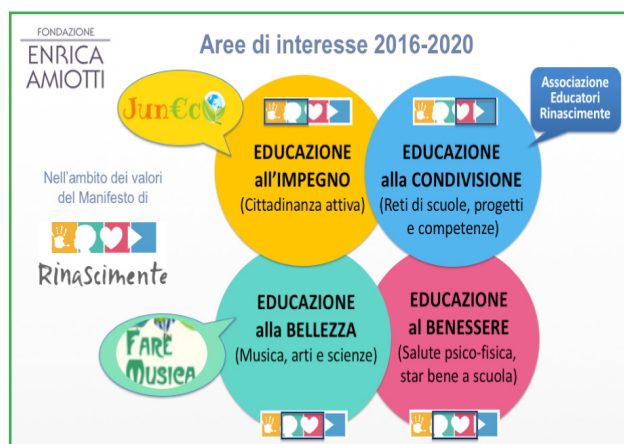 FONDAZIONE
ENRICA
AMIOTTI
Aree di interesse 2016-2020
Jun€co
Associazione
Educatori
Rinascimente
EDUCAZIONE
all'IMPEGNO
(Cittadinanza attiva)
EDUCAZIONE
alla CONDIVISIONE
(Reti di scuole, progetti
e competenze)
Nell'ambito dei valori
del Manifesto di
RinaScimente
EDUCAZIONE
alla BELLEZZA
(Musica, arti e scienze)
EDUCAZIONE
al BENESSERE
(Salute psico-fisica,
star bene a scuola)
FARE
MUSICA